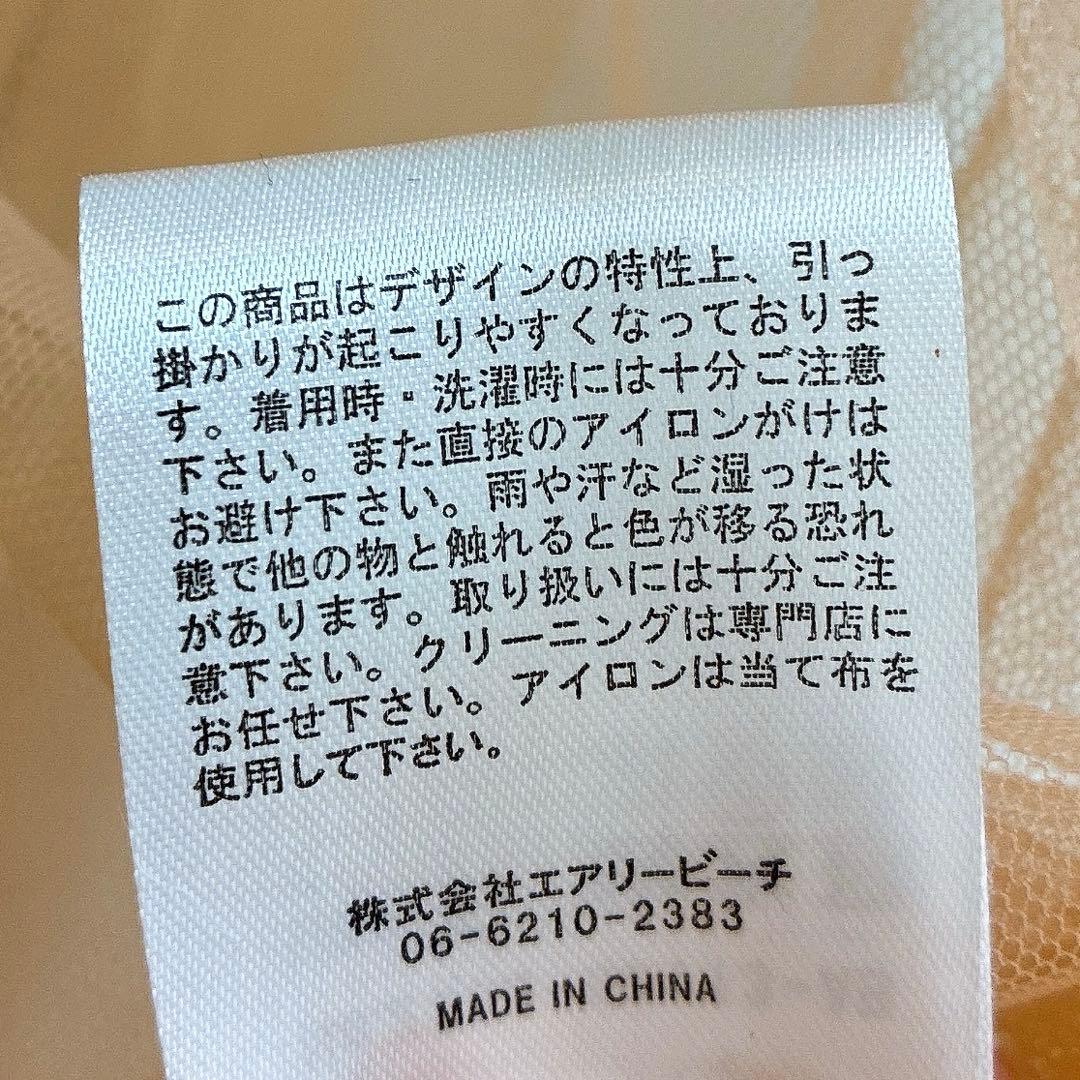 この商品はデザインの特性上、引っ
掛かりが起こりやすくなっておりま
す。着用時・洗濯時には十分ご注意
下さい。また直接のアイロンがけは
お避け下さい。雨や汗など湿った状
態で他の物と触れると色が移る恐れ
があります。取り扱いには十分ご注
意下さい。クリーニングは専門店に
お任せ下さい。アイロンは当て布を
使用して下さい。
株式会社エアリービーチ
06-6210-2383
MADE IN CHINA